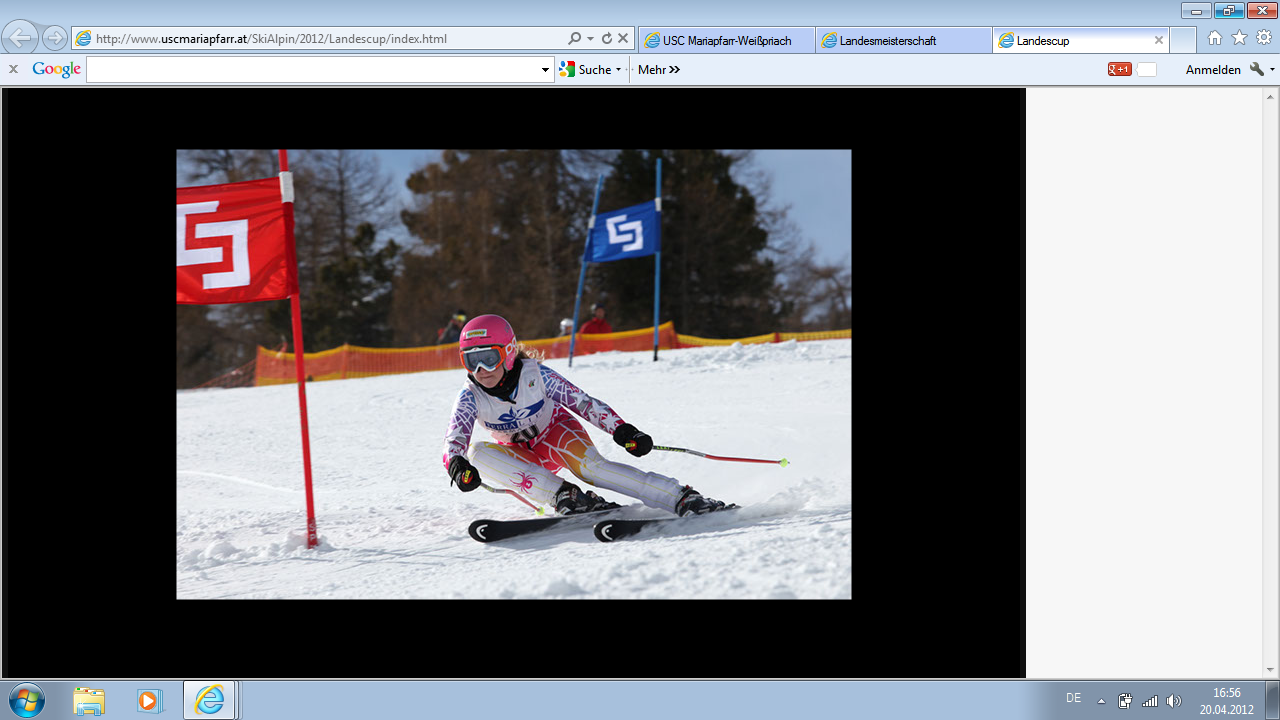 http://www.uscmariapfarr.at/SkiAlpin/2012/Landescup/index.html
USC Mariapfarr-Weißpriach
Landesmeisterschaft
Landescup
x Google
Suche
Mehr
g+1
Anmelden
DE
16:56
20.04.2012